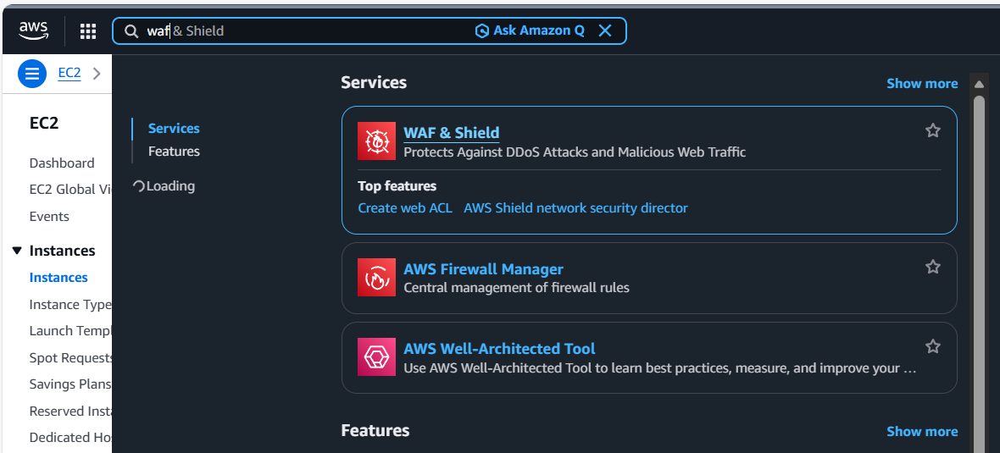 aws
waf & Shield
Ask Amazon Q
EC2
EC2
Dashboard
EC2 Global Vi
Events
Instances
Instances
Instance Type
Launch Templ
Spot Requests
Savings Plans
Reserved Inst
Dedicated Hos
Services
Features
Loading
Services
Show more
WAF & Shield
Protects Against DDoS Attacks and Malicious Web Traffic
Top features
Create web ACL AWS Shield network security director
AWS Firewall Manager
Central management of firewall rules
AWS Well-Architected Tool
Use AWS Well-Architected Tool to learn best practices, measure, and improve your ...
Features
Show more